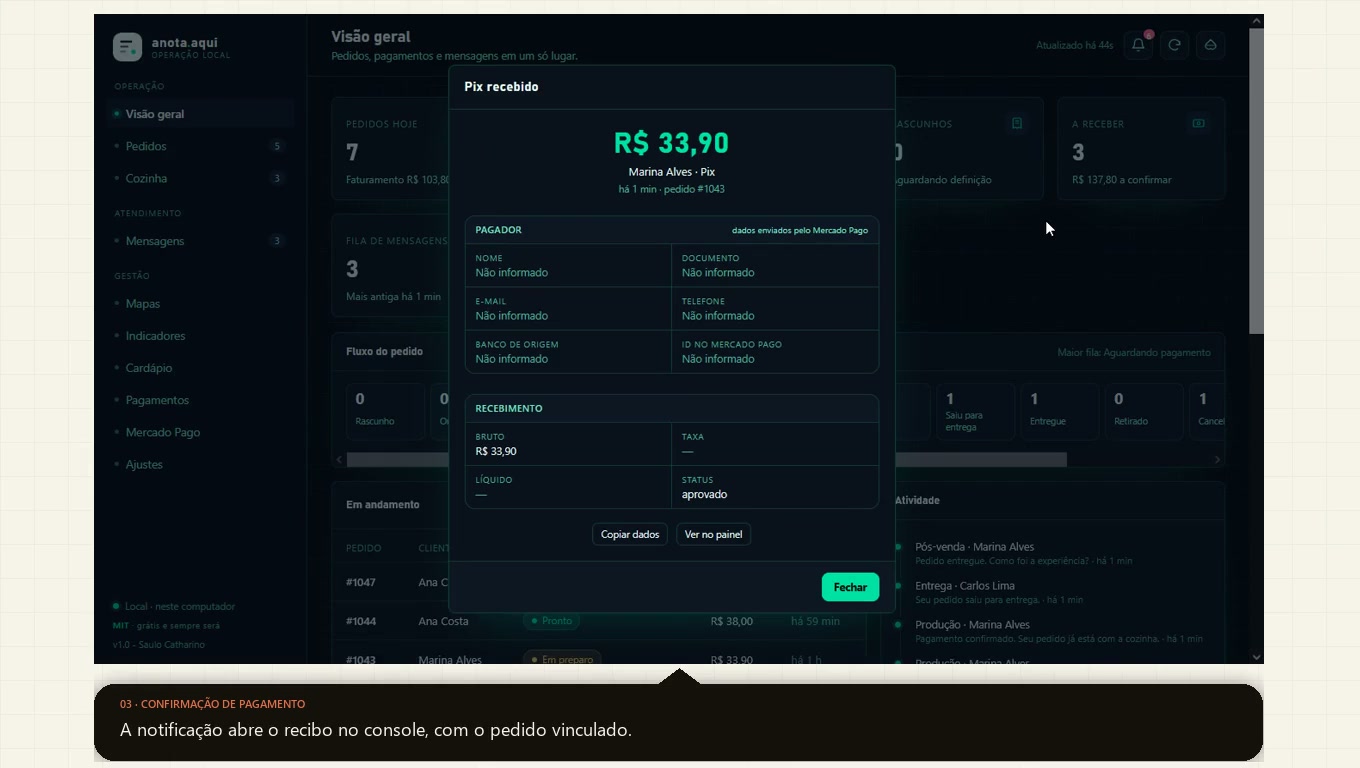 anota.aqui
OPERAÇÃO LOCAL
OPERAÇÃO
Visão geral
Pedidos 5
Cozinha 3
ATENDIMENTO
Mensagens 3
GESTÃO
Mapas
Indicadores
Cardápio
Pagamentos
Mercado Pago
Ajustes
Local · neste computador
MIT · grátis e sempre será
v1.0 - Saulo Catharino
Visão geral
Pedidos, pagamentos e mensagens em um só lugar.
Atualizado há 44s
PEDIDOS HOJE
7
Faturamento R$ 103,80
A RECEBER
3
R$ 137,80 a confirmar
FILA DE MENSAGENS
3
Mais antiga há 1 min
Fluxo do pedido
Maior fila: Aguardando pagamento
0
Rascunho
0
1
Saiu para
entrega
1
Entregue
0
Retirado
1
Cancel
Em andamento
PEDIDO
#1047 Ana C
#1044 Ana Costa Pronto R$ 38,00 há 59 min
#1043 Marina Alves Em preparo R$ 33,90 há 1 h
Atividade
Pós-venda · Marina Alves
Pedido entregue. Como foi a experiência? · há 1 min
Entrega · Carlos Lima
Seu pedido saiu para entrega. · há 1 min
Produção · Marina Alves
Pagamento confirmado. Seu pedido já está com a cozinha. · há 1 min
Produção · Marina Alves
Pix recebido
R$ 33,90
Marina Alves · Pix
há 1 min · pedido #1043
PAGADOR dados enviados pelo Mercado Pago
NOME DOCUMENTO
Não informado Não informado
E-MAIL TELEFONE
Não informado Não informado
BANCO DE ORIGEM ID NO MERCADO PAGO
Não informado Não informado
RECEBIMENTO
BRUTO TAXA
R$ 33,90 —
LÍQUIDO STATUS
— aprovado
Copiar dados Ver no painel
Fechar
03 · CONFIRMAÇÃO DE PAGAMENTO
A notificação abre o recibo no console, com o pedido vinculado.